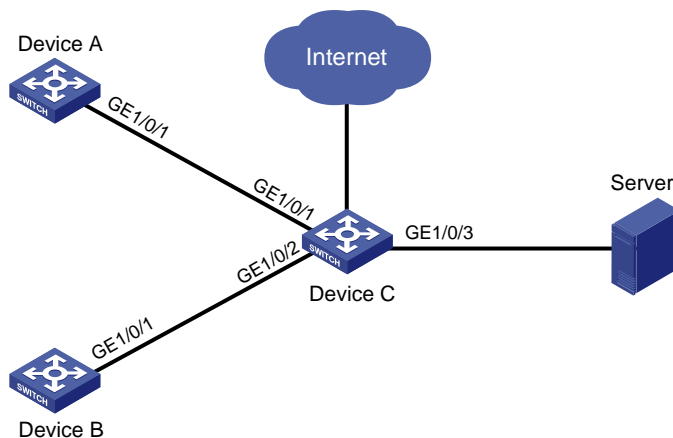 Device A
Internet
SWITCH
GE1/0/1
GE1/0/1
Server
GE1/0/2
GE1/0/3
SWITCH
Device C
GE1/0/1
SWITCH
Device B